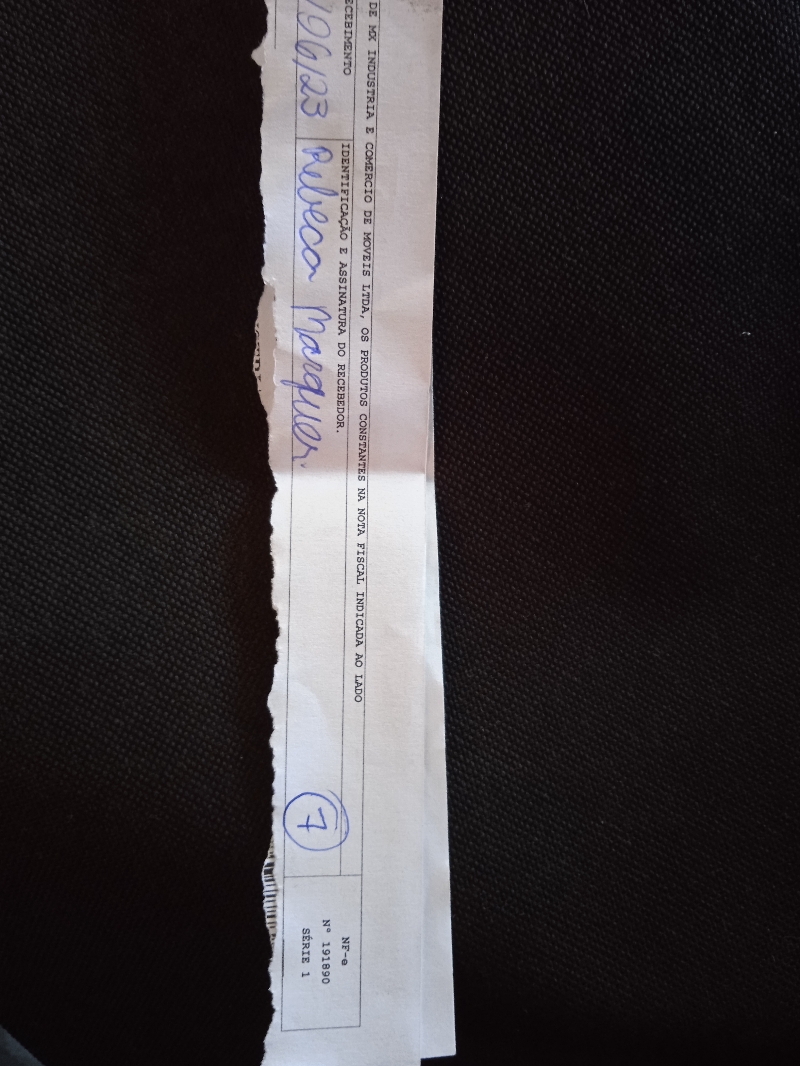 DE MX INDUSTRIA E COMERCIO DE MOVEIS LTDA, OS PRODUTOS CONSTANTES NA NOTA FISCAL INDICADA AO LADO
ECEBIMENTO
IDENTIFICAÇÃO E ASSINATURA DO RECEBEDOR.
/06/23 Rebeca Marques.
7
NF-e
Nº 191890
SÉRIE 1